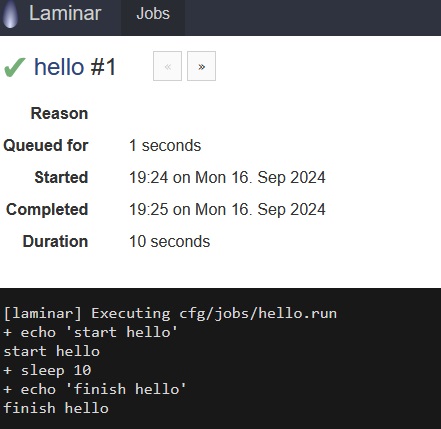 Laminar Jobs
✔ hello #1 « »
Reason
Queued for 1 seconds
Started 19:24 on Mon 16. Sep 2024
Completed 19:25 on Mon 16. Sep 2024
Duration 10 seconds
[laminar] Executing cfg/jobs/hello.run
+ echo 'start hello'
start hello
+ sleep 10
+ echo 'finish hello'
finish hello